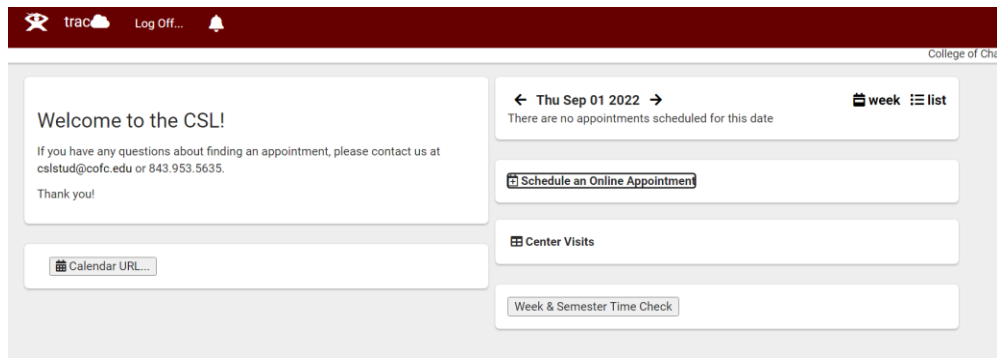 trac
Log Off...
College of Cha
Welcome to the CSL!
If you have any questions about finding an appointment, please contact us at
cslstud@cofc.edu or 843.953.5635.
Thank you!
Calendar URL...
Thu Sep 01 2022
week
list
There are no appointments scheduled for this date
Schedule an Online Appointment
Center Visits
Week & Semester Time Check